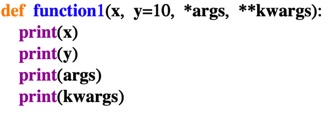 def function1(x, y=10, *args, **kwargs):
    print(x)
    print(y)
    print(args)
    print(kwargs)